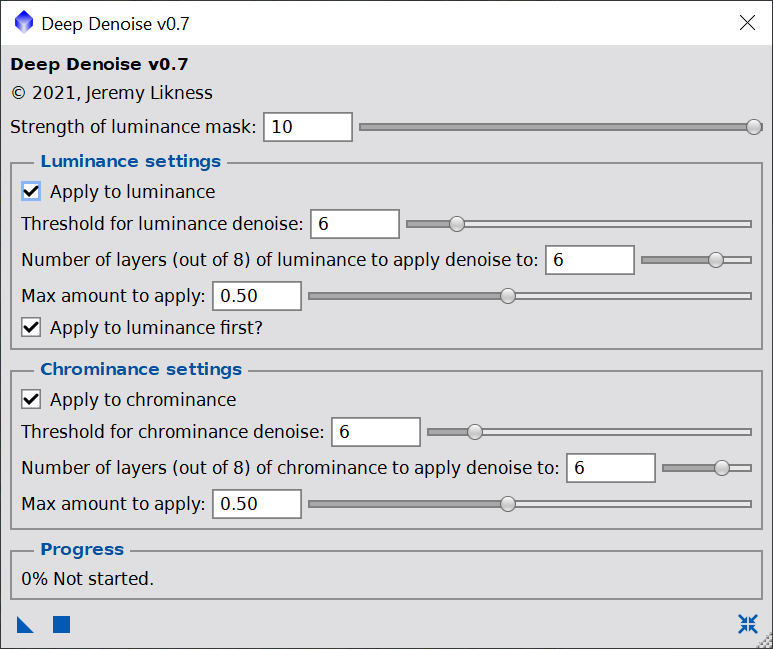 Deep Denoise v0.7
Deep Denoise v0.7
© 2021, Jeremy Likness
Strength of luminance mask: 10
Luminance settings
Apply to luminance
Threshold for luminance denoise: 6
Number of layers (out of 8) of luminance to apply denoise to: 6
Max amount to apply: 0.50
Apply to luminance first?
Chrominance settings
Apply to chrominance
Threshold for chrominance denoise: 6
Number of layers (out of 8) of chrominance to apply denoise to: 6
Max amount to apply: 0.50
Progress
0% Not started.